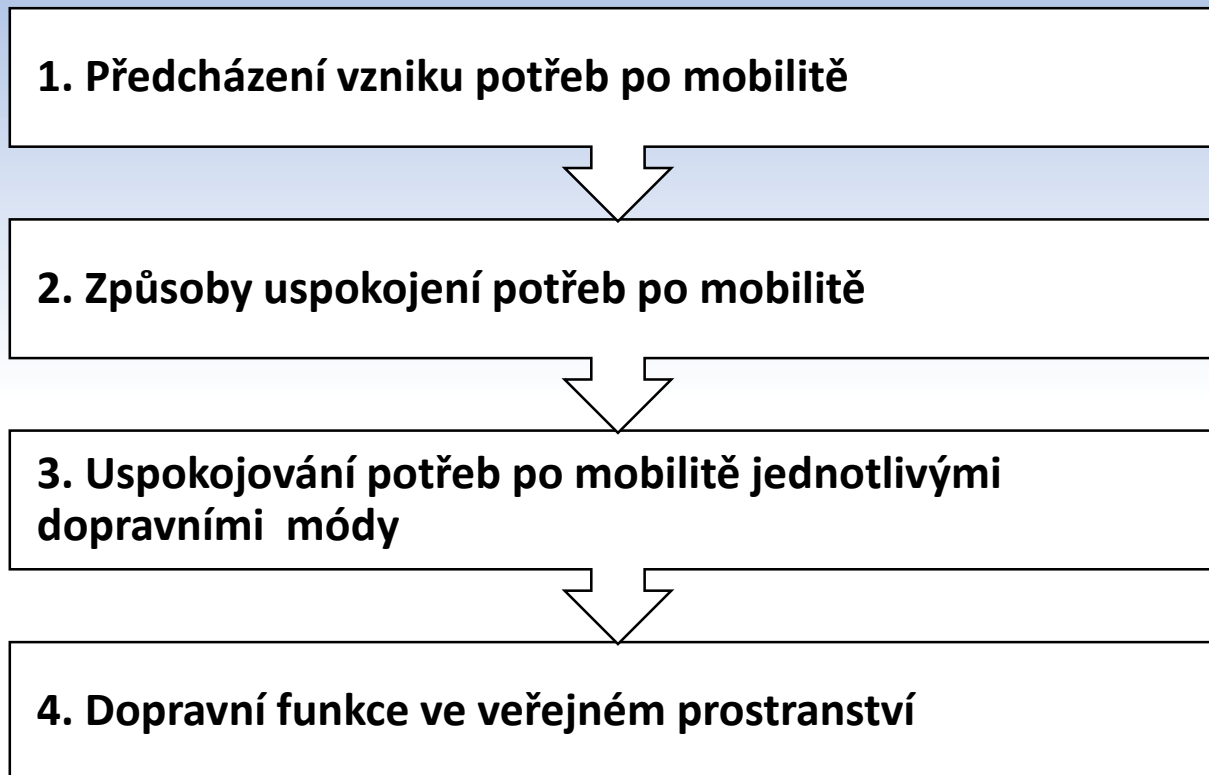 1. Předcházení vzniku potřeb po mobilitě
2. Způsoby uspokojení potřeb po mobilitě
3. Uspokojování potřeb po mobilitě jednotlivými
dopravními  módy
4. Dopravní funkce ve veřejném prostranství